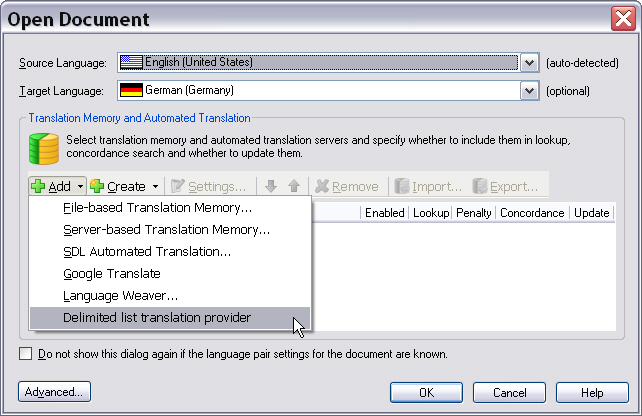 Open Document
Source Language: English (United States) (auto-detected)
Target Language: German (Germany) (optional)
Translation Memory and Automated Translation
Select translation memory and automated translation servers and specify whether to include them in lookup,
concordance search and whether to update them.
Add Create Settings... Remove Import... Export...
Enabled Lookup Penalty Concordance Update
File-based Translation Memory...
Server-based Translation Memory...
SDL Automated Translation...
Google Translate
Language Weaver...
Delimited list translation provider
Do not show this dialog again if the language pair settings for the document are known.
Advanced... OK Cancel Help